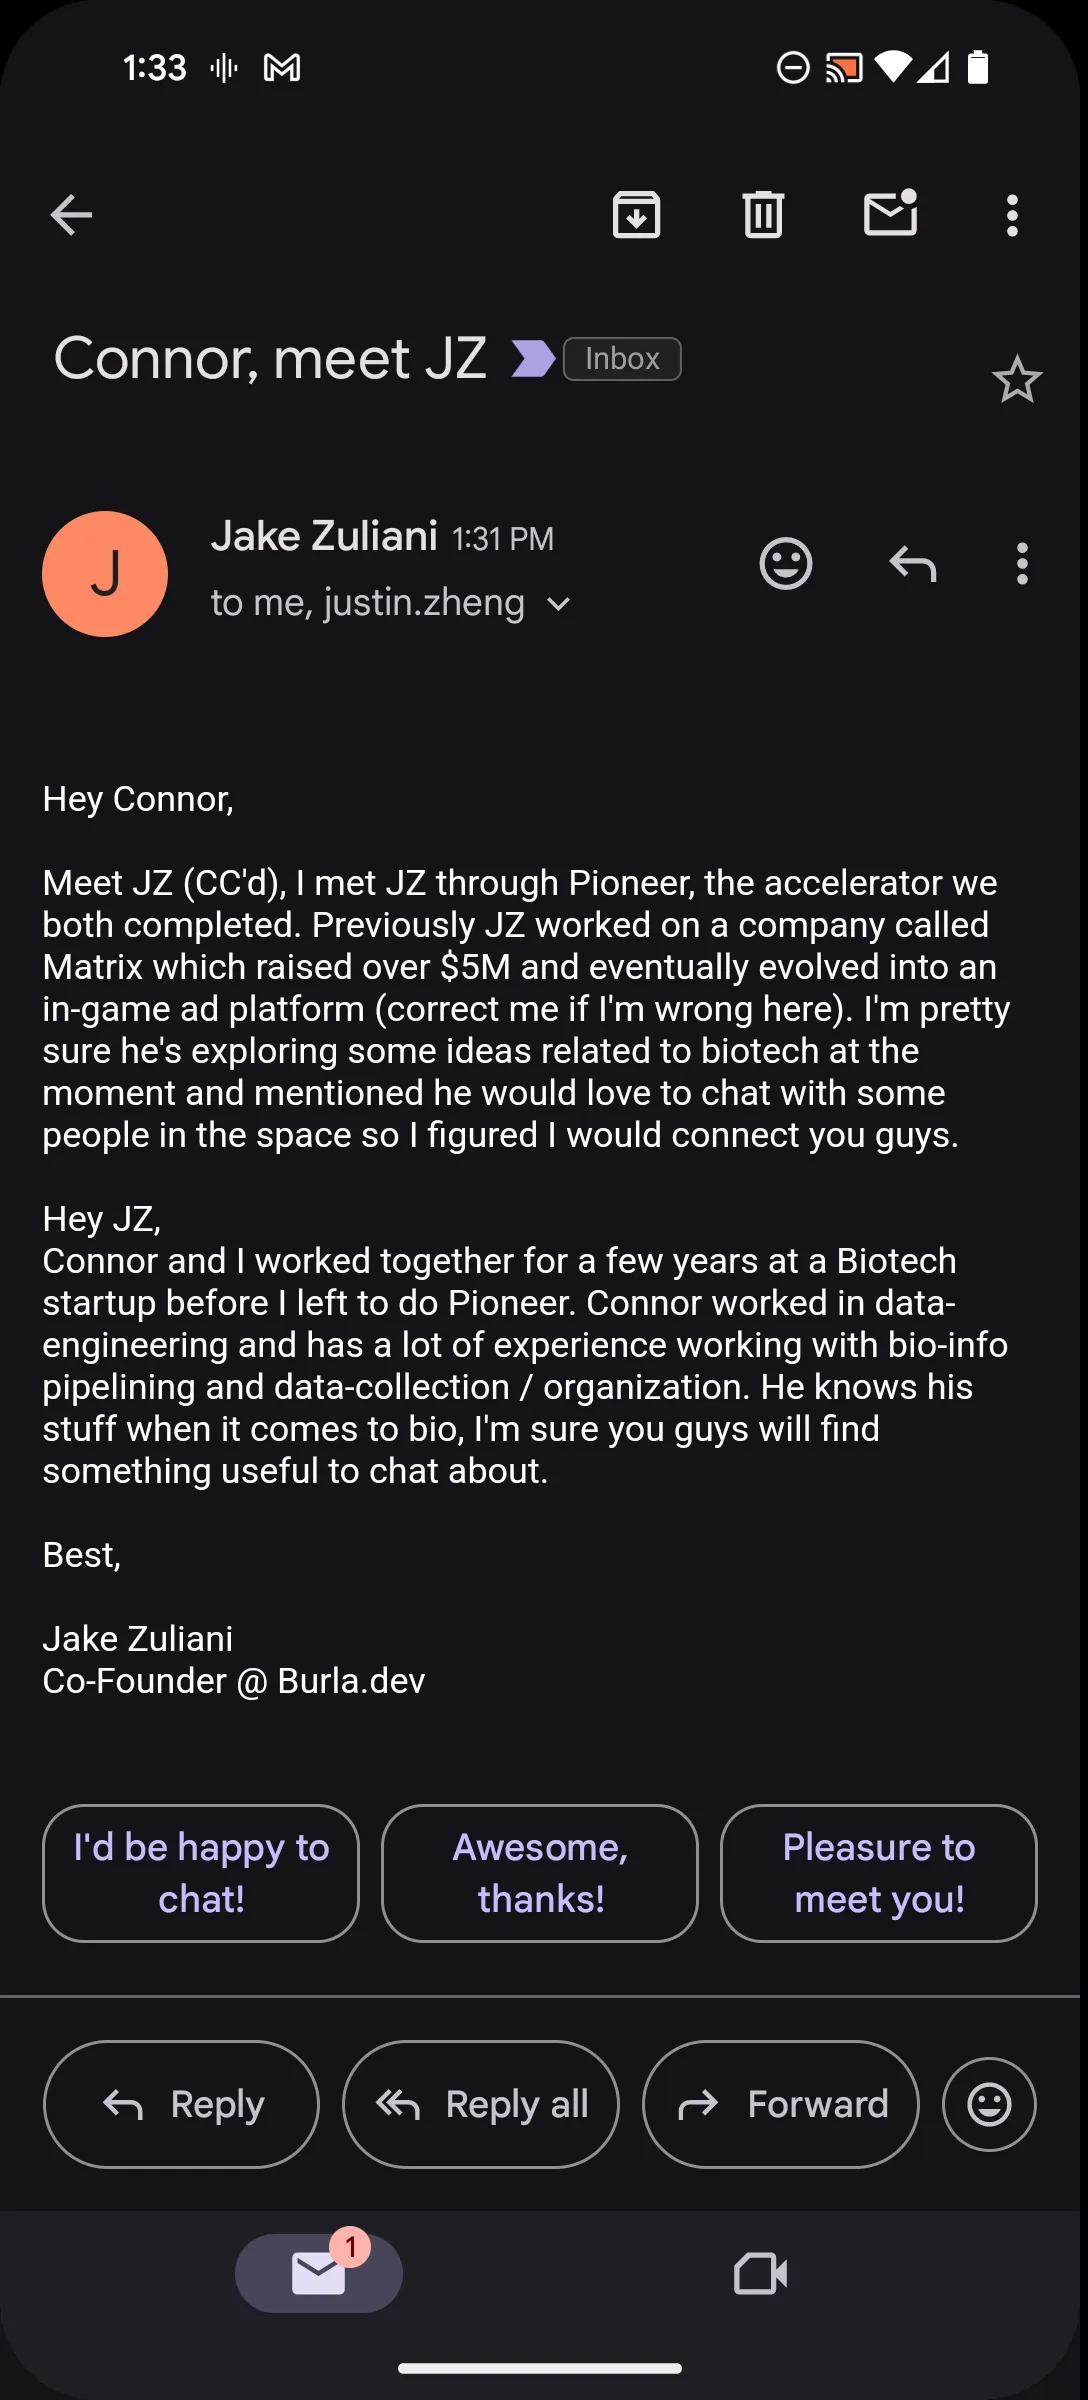 1:33
Connor, meet JZ Inbox
J
Jake Zuliani 1:31 PM
to me, justin.zheng
Hey Connor,
Meet JZ (CC'd), I met JZ through Pioneer, the accelerator we
both completed. Previously JZ worked on a company called
Matrix which raised over $5M and eventually evolved into an
in-game ad platform (correct me if I'm wrong here). I'm pretty
sure he's exploring some ideas related to biotech at the
moment and mentioned he would love to chat with some
people in the space so I figured I would connect you guys.
Hey JZ,
Connor and I worked together for a few years at a Biotech
startup before I left to do Pioneer. Connor worked in data-
engineering and has a lot of experience working with bio-info
pipelining and data-collection / organization. He knows his
stuff when it comes to bio, I'm sure you guys will find
something useful to chat about.
Best,
Jake Zuliani
Co-Founder @ Burla.dev
I'd be happy to
chat!
Awesome,
thanks!
Pleasure to
meet you!
Reply
Reply all
Forward
1